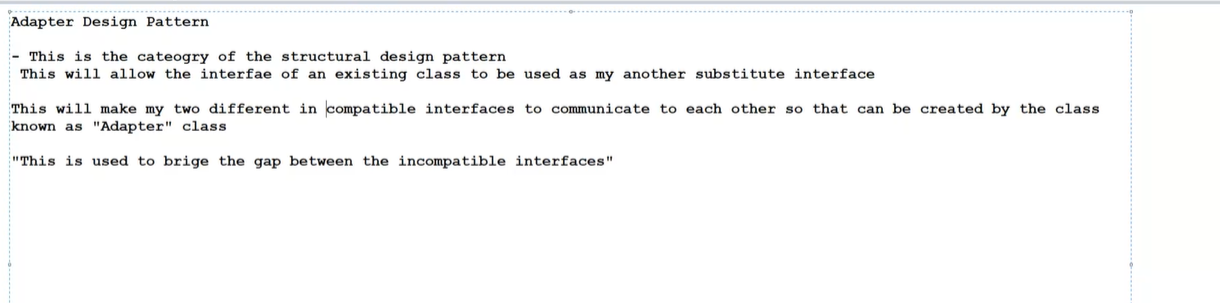 Adapter Design Pattern
- This is the cateogry of the structural design pattern
This will allow the interfae of an existing class to be used as my another substitute interface
This will make my two different in compatible interfaces to communicate to each other so that can be created by the class
known as "Adapter" class
"This is used to brige the gap between the incompatible interfaces"